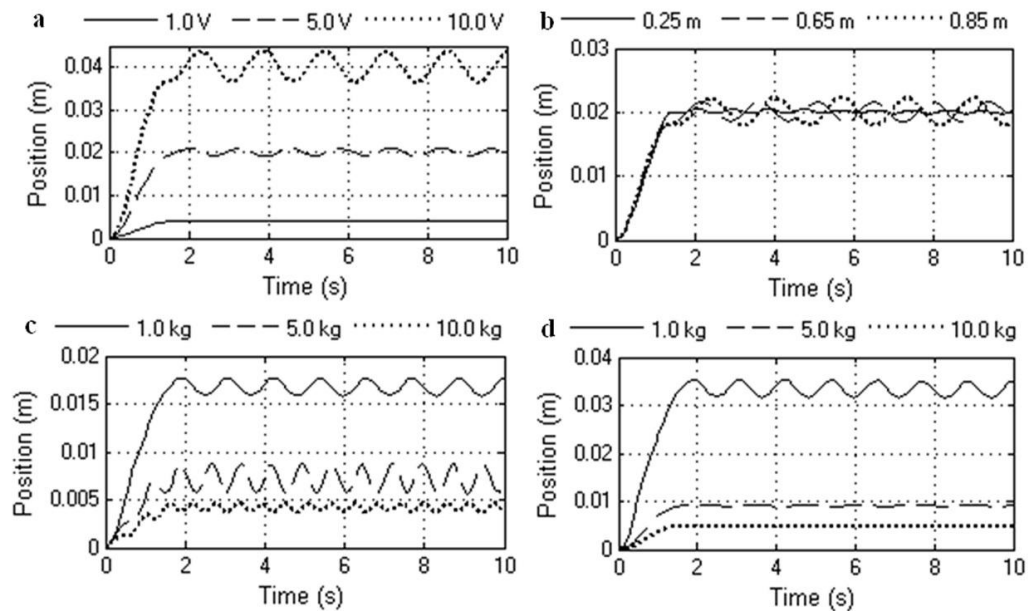 a 1.0 V 5.0 V 10.0 V
0.04
0.03
0.02
0.01
0
0 2 4 6 8 10
Position (m)
Time (s)
b 0.25 m 0.65 m 0.85 m
0.03
0.02
0.01
0
0 2 4 6 8 10
Position (m)
Time (s)
c 1.0 kg 5.0 kg 10.0 kg
0.02
0.015
0.01
0.005
0
0 2 4 6 8 10
Position (m)
Time (s)
d 1.0 kg 5.0 kg 10.0 kg
0.04
0.03
0.02
0.01
0
0 2 4 6 8 10
Position (m)
Time (s)